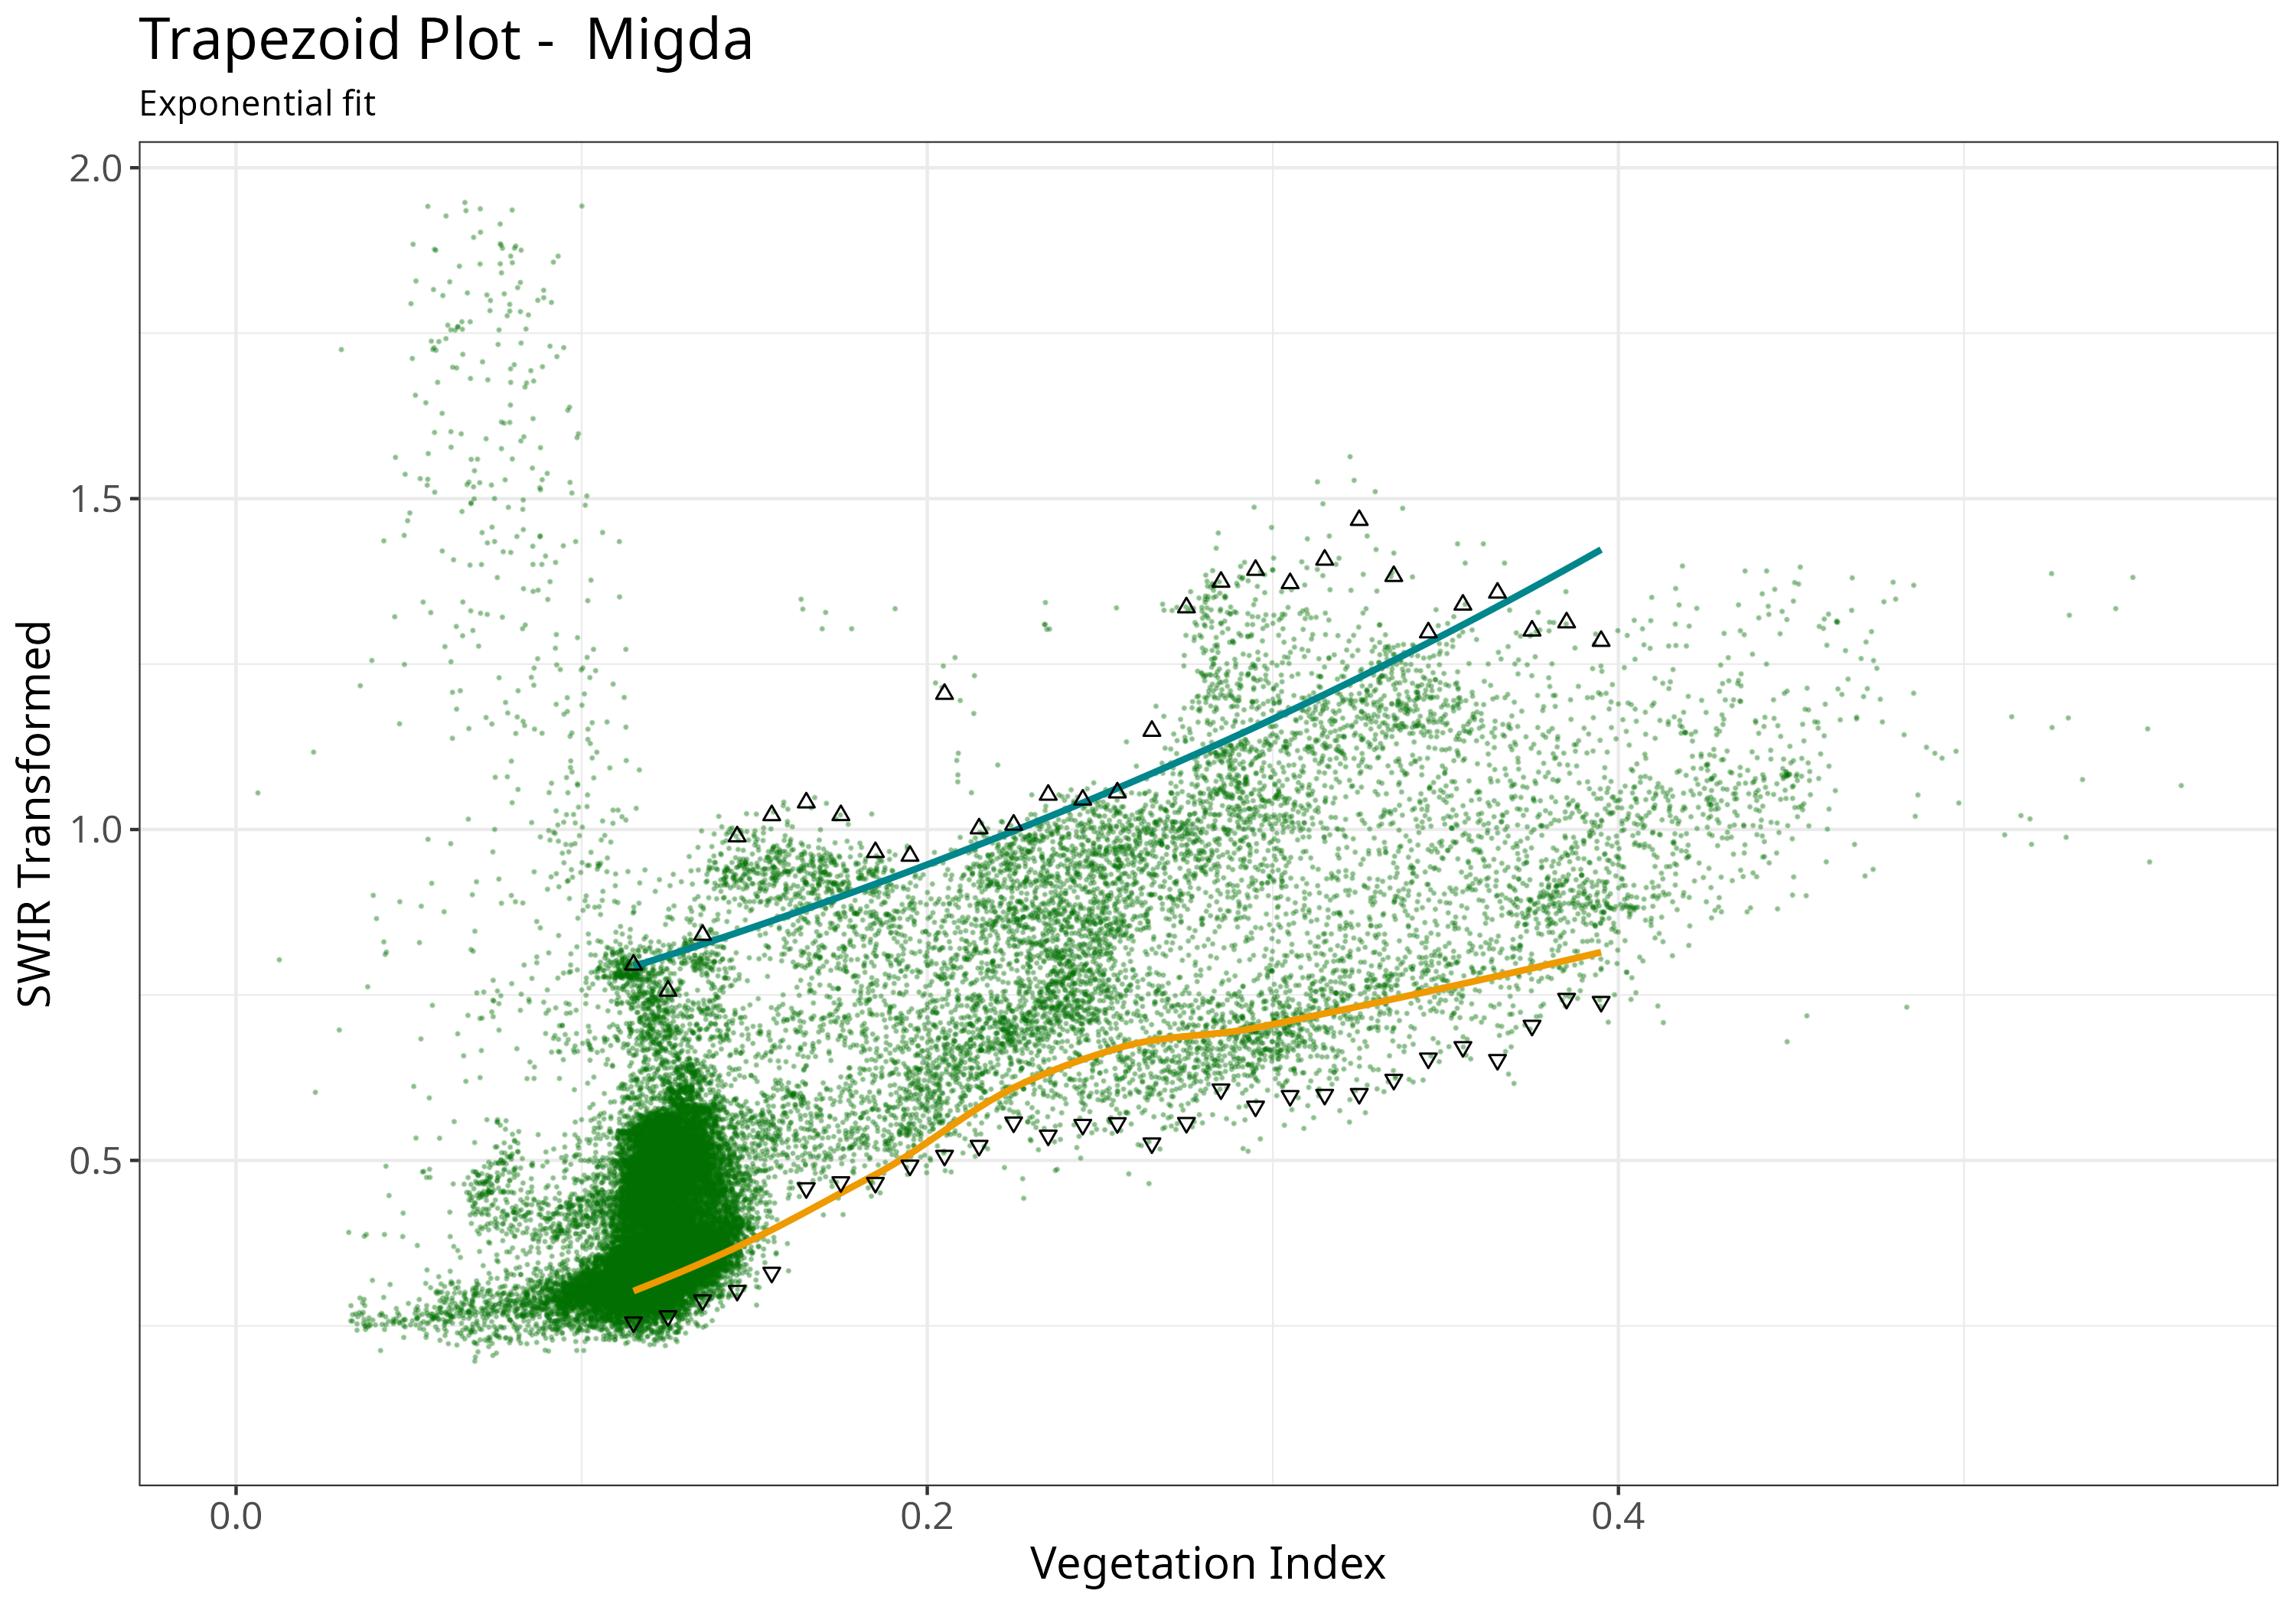 Trapezoid Plot -  Migda
Exponential fit
2.0
1.5
1.0
0.5
SWIR Transformed
0.0
0.2
0.4
Vegetation Index